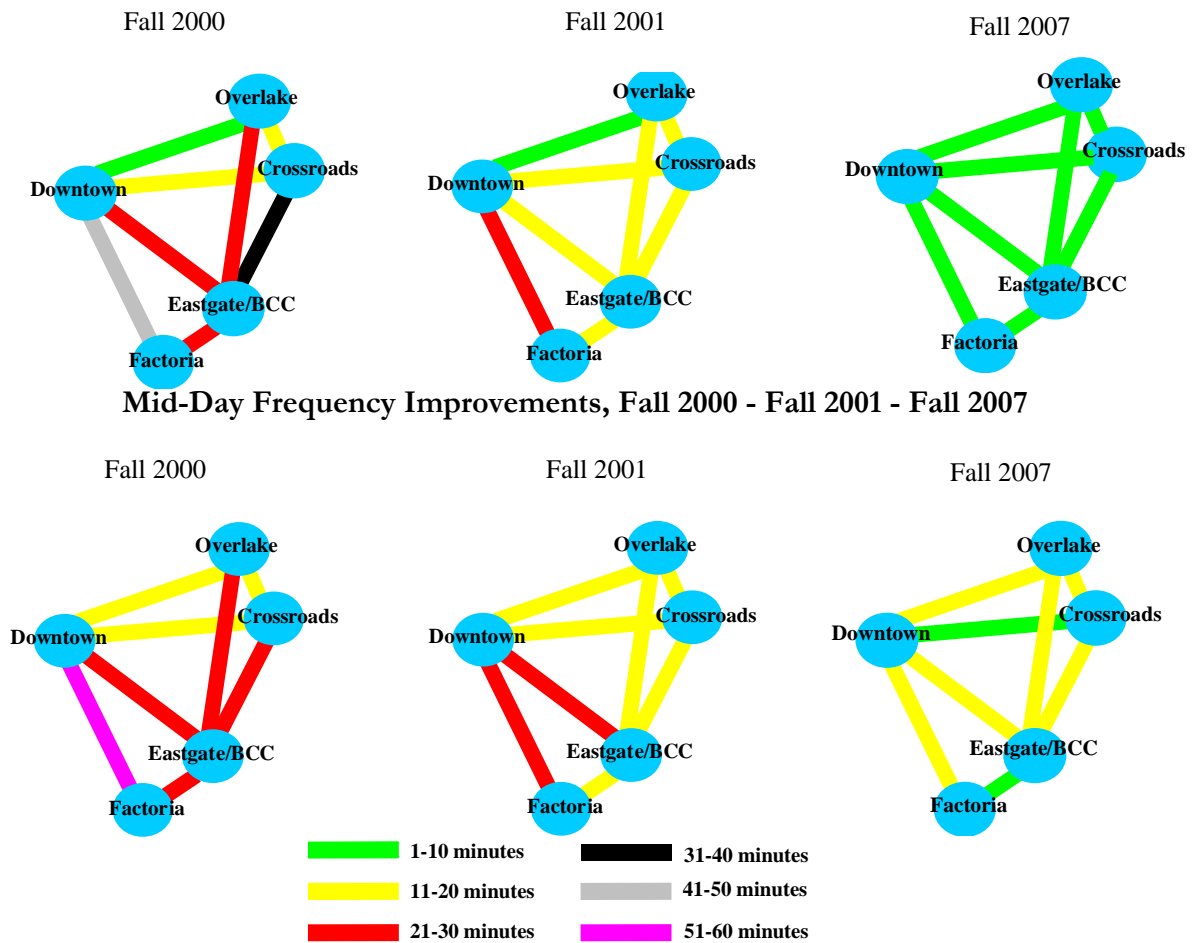 Fall 2000
Fall 2001
Fall 2007
Overlake
Crossroads
Downtown
Eastgate/BCC
Factoria
Overlake
Crossroads
Downtown
Eastgate/BCC
Factoria
Overlake
Crossroads
Downtown
Eastgate/BCC
Factoria
Mid-Day Frequency Improvements, Fall 2000 - Fall 2001 - Fall 2007
Fall 2000
Fall 2001
Fall 2007
Overlake
Crossroads
Downtown
Eastgate/BCC
Factoria
Overlake
Crossroads
Downtown
Eastgate/BCC
Factoria
Overlake
Crossroads
Downtown
Eastgate/BCC
Factoria
1-10 minutes
11-20 minutes
21-30 minutes
31-40 minutes
41-50 minutes
51-60 minutes